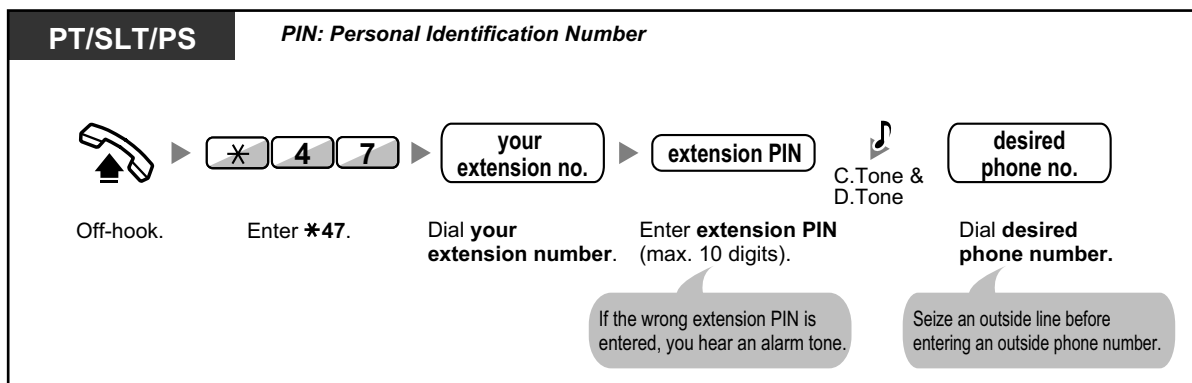 PT/SLT/PS
PIN: Personal Identification Number
✳ 4 7
your
extension no.
extension PIN
C.Tone &
D.Tone
desired
phone no.
Off-hook.
Enter ✳47.
Dial your
extension number.
Enter extension PIN
(max. 10 digits).
Dial desired
phone number.
If the wrong extension PIN is
entered, you hear an alarm tone.
Seize an outside line before
entering an outside phone number.